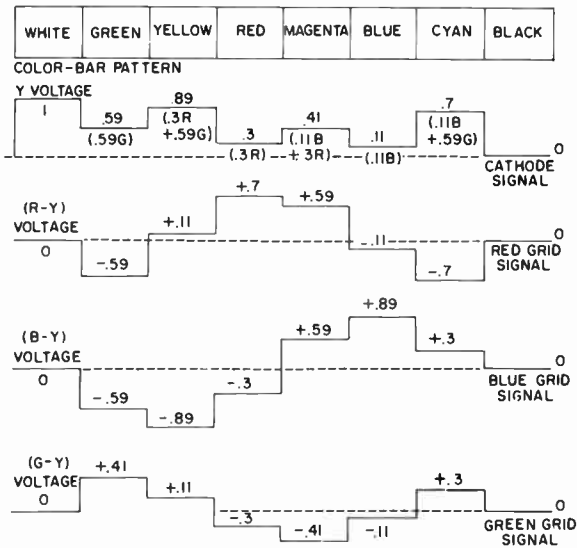 WHITE GREEN YELLOW RED MAGENTA BLUE CYAN BLACK
COLOR-BAR PATTERN
Y VOLTAGE
1
.59
(.59G)
.89
(.3R
+.59G)
.3
(.3R)
.41
(.11B
+.3R)
.11
(.11B)
.7
(.11B
+.59G)
0
CATHODE
SIGNAL
(R-Y)
VOLTAGE
0
-.59
+.11
+.7
+.59
-.11
-.7
0
RED GRID
SIGNAL
(B-Y)
VOLTAGE
0
-.59
-.89
-.3
+.59
+.89
+.3
0
BLUE GRID
SIGNAL
(G-Y)
VOLTAGE
0
+.41
+.11
-.3
-.41
-.11
+.3
0
GREEN GRID
SIGNAL